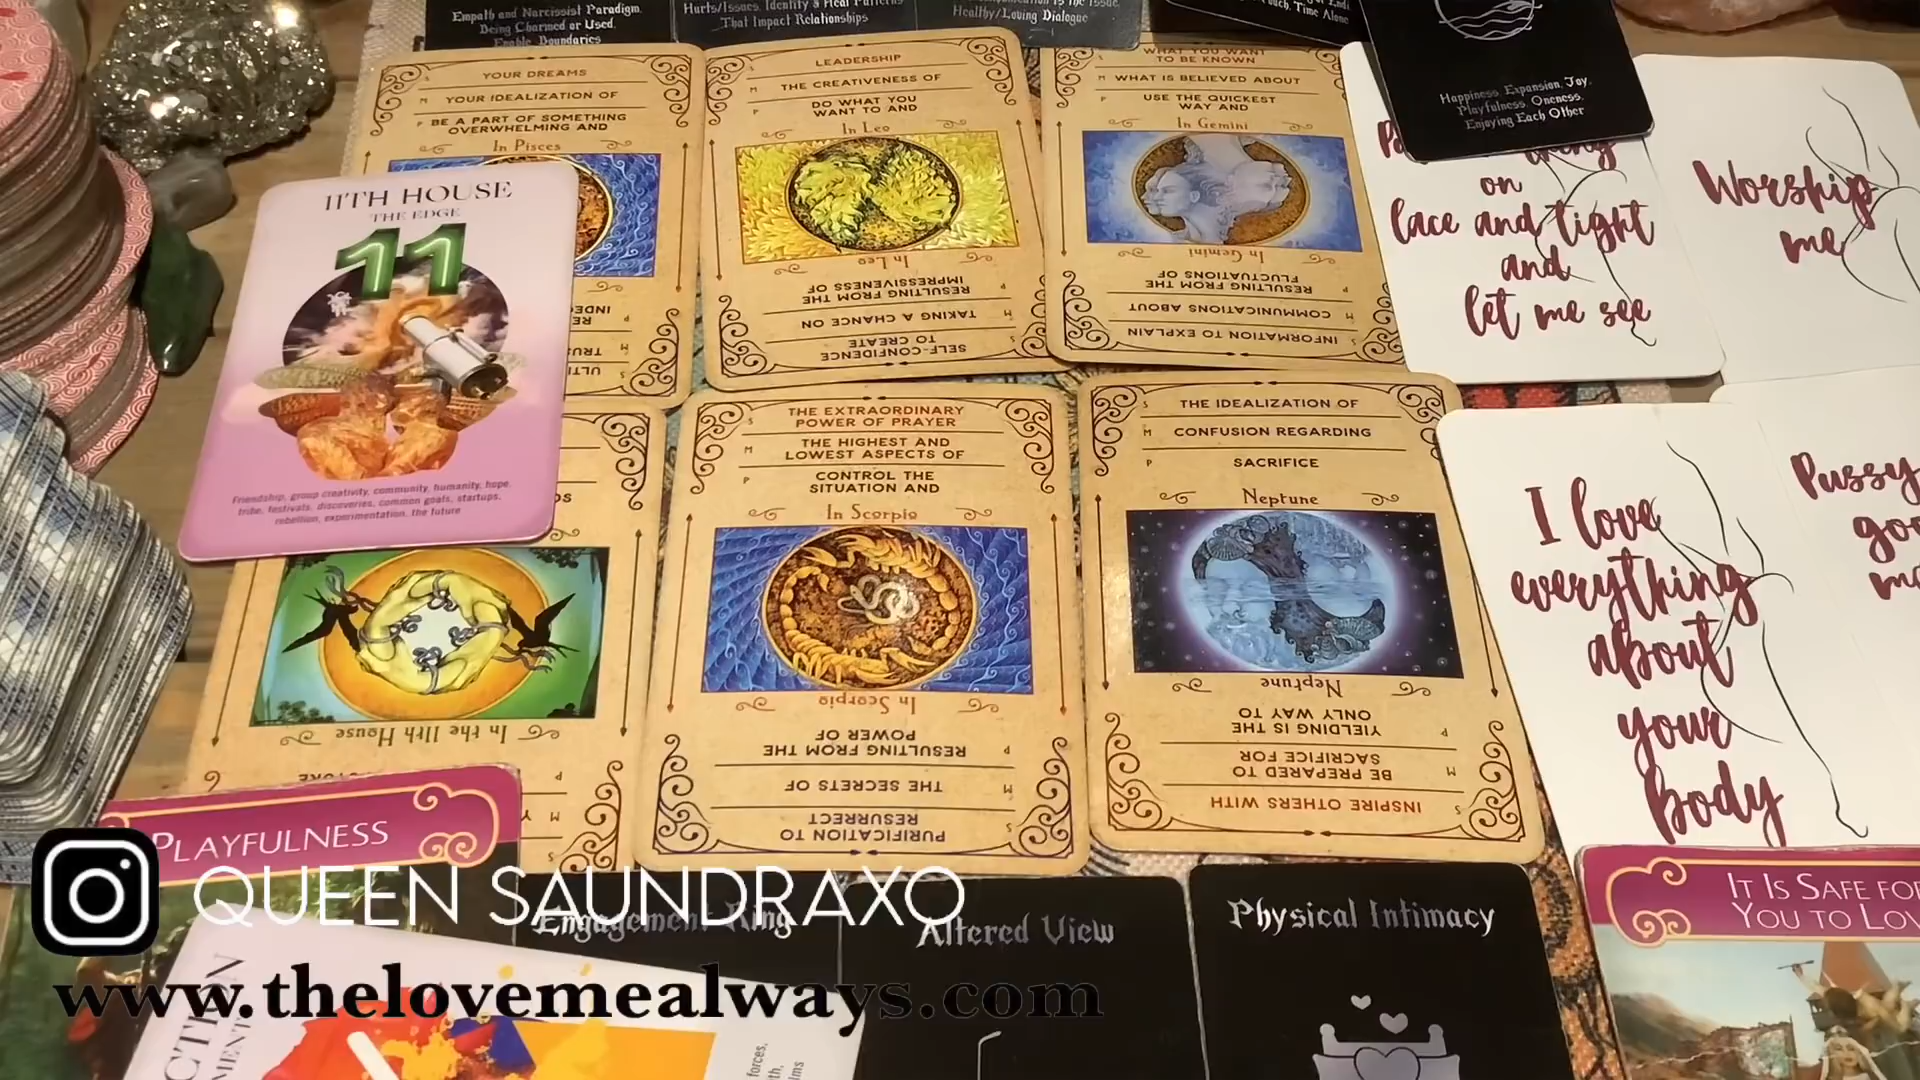 Empath and Narcissist Paradigm.
Being Charmed or Used.
Enable Boundaries
Hurts/Issues, Identity & Heal Patterns
That Impact Relationships
Healthy/Loving Dialogue
Time Alone
Happiness, Expansion, Joy,
Playfulness, Oneness,
Enjoying Each Other
S YOUR DREAMS
M YOUR IDEALIZATION OF
P BE A PART OF SOMETHING
OVERWHELMING AND
In Pisces
LEADERSHIP
M THE CREATIVENESS OF
P DO WHAT YOU
WANT TO AND
In Leo
In Leo
P RESULTING FROM THE
IMPRESSIVENESS OF
M TAKING A CHANCE ON
S SELF-CONFIDENCE
TO CREATE
WHAT YOU WANT
TO BE KNOWN
M WHAT IS BELIEVED ABOUT
P USE THE QUICKEST
WAY AND
In Gemini
In Gemini
P RESULTING FROM THE
FLUCTUATIONS OF
M COMMUNICATIONS ABOUT
S INFORMATION TO EXPLAIN
on
lace and tight
and
let me see
Worship
me
11TH HOUSE
THE EDGE
11
Friendship, group creativity, community, humanity, hope,
tribe, festivals, discoveries, common goals, startups,
rebellion, experimentation, the future
In the 11th House
S THE EXTRAORDINARY
POWER OF PRAYER
M THE HIGHEST AND
LOWEST ASPECTS OF
P CONTROL THE
SITUATION AND
In Scorpio
In Scorpio
P RESULTING FROM THE
POWER OF
M THE SECRETS OF
S PURIFICATION TO
RESURRECT
S THE IDEALIZATION OF
M CONFUSION REGARDING
P SACRIFICE
Neptune
Neptune
P YIELDING IS THE
ONLY WAY TO
M BE PREPARED TO
SACRIFICE FOR
S INSPIRE OTHERS WITH
I love
everything
about
your
body
Pussy
PLAYFULNESS
QUEEN SAUNDRAXO
www.thelovemealways.com
Engagement Ring
Altered View
Physical Intimacy
IT IS SAFE FOR
YOU TO LOV